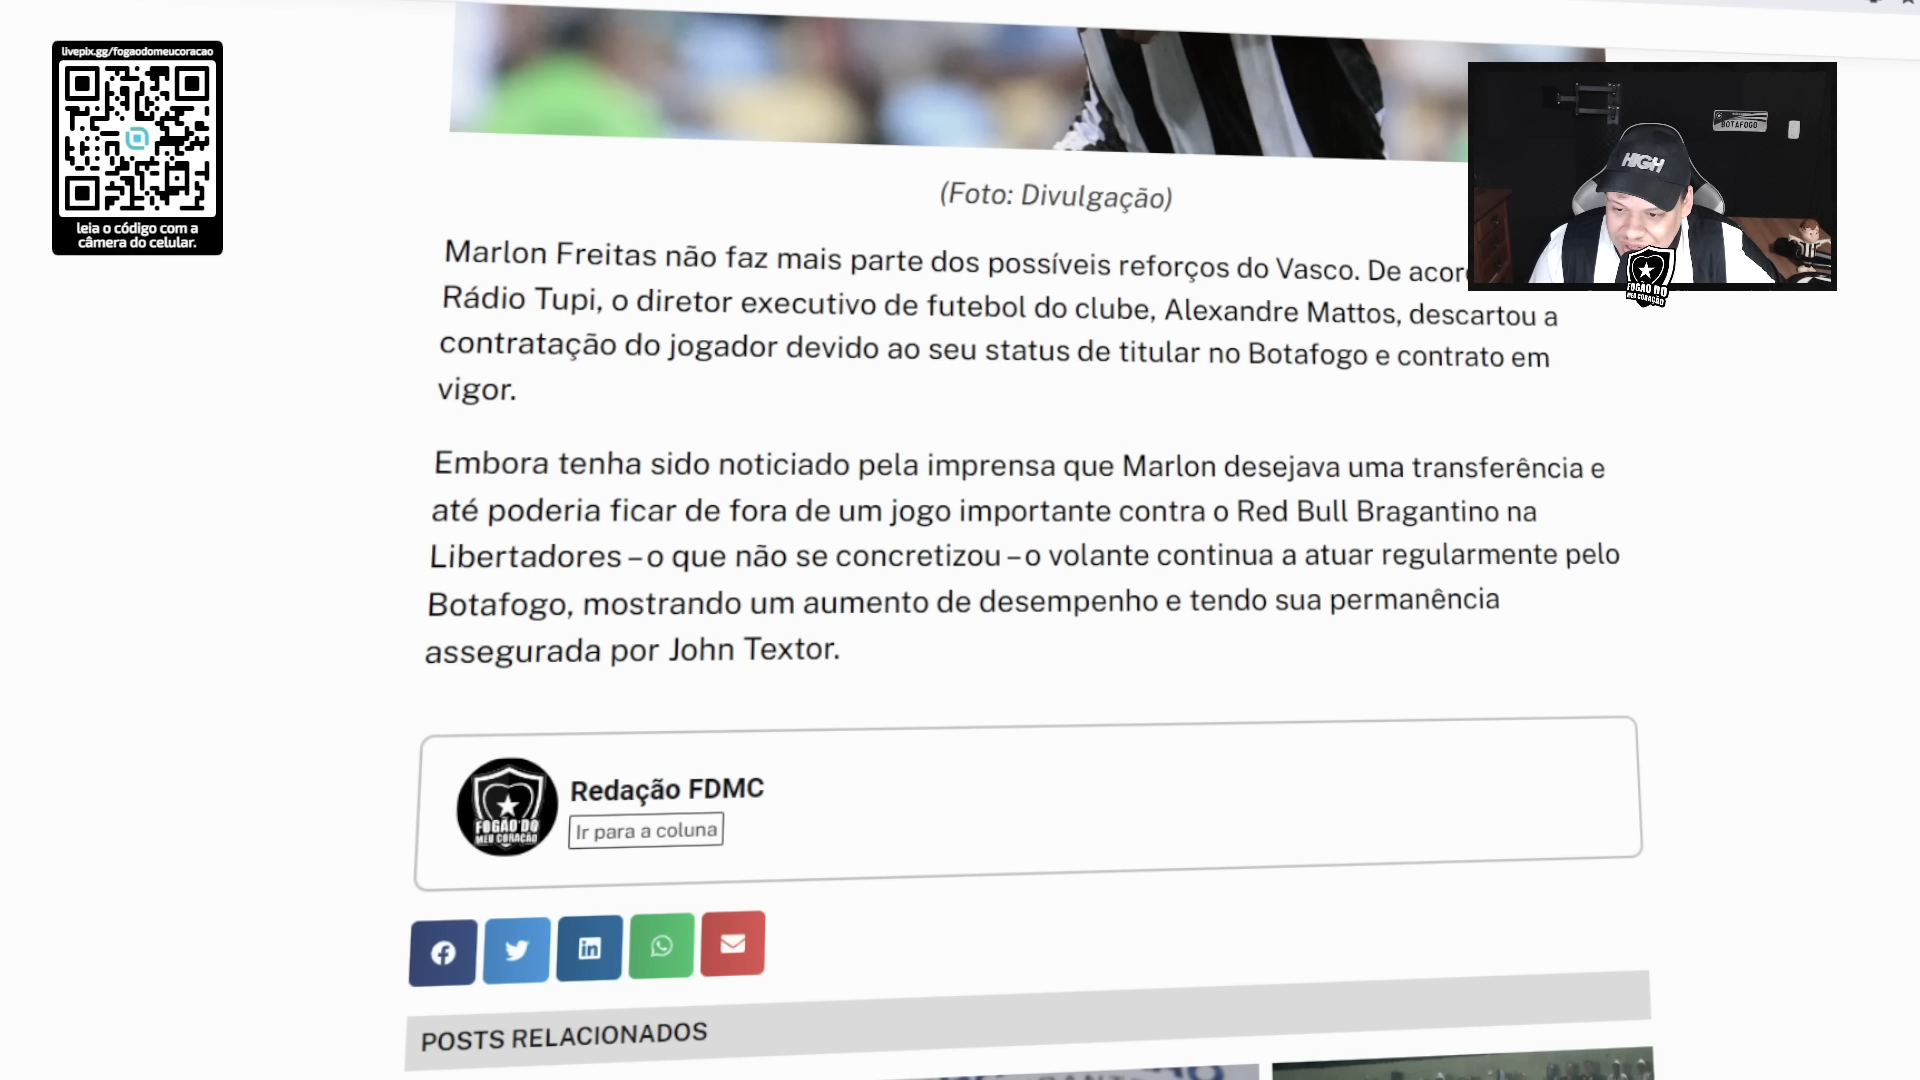 livepix.gg/fogaodomeucoracao
leia o código com a
câmera do celular.
BOTAFOGO
HIGH
FOGÃO DO
MEU CORAÇÃO
(Foto: Divulgação)
Marlon Freitas não faz mais parte dos possíveis reforços do Vasco. De
Rádio Tupi, o diretor executivo de futebol do clube, Alexandre Mattos, descartou a
contratação do jogador devido ao seu status de titular no Botafogo e contrato em
vigor.
Embora tenha sido noticiado pela imprensa que Marlon desejava uma transferência e
até poderia ficar de fora de um jogo importante contra o Red Bull Bragantino na
Libertadores – o que não se concretizou – o volante continua a atuar regularmente pelo
Botafogo, mostrando um aumento de desempenho e tendo sua permanência
assegurada por John Textor.
FOGÃO DO
MEU CORAÇÃO
Redação FDMC
Ir para a coluna
in
POSTS RELACIONADOS